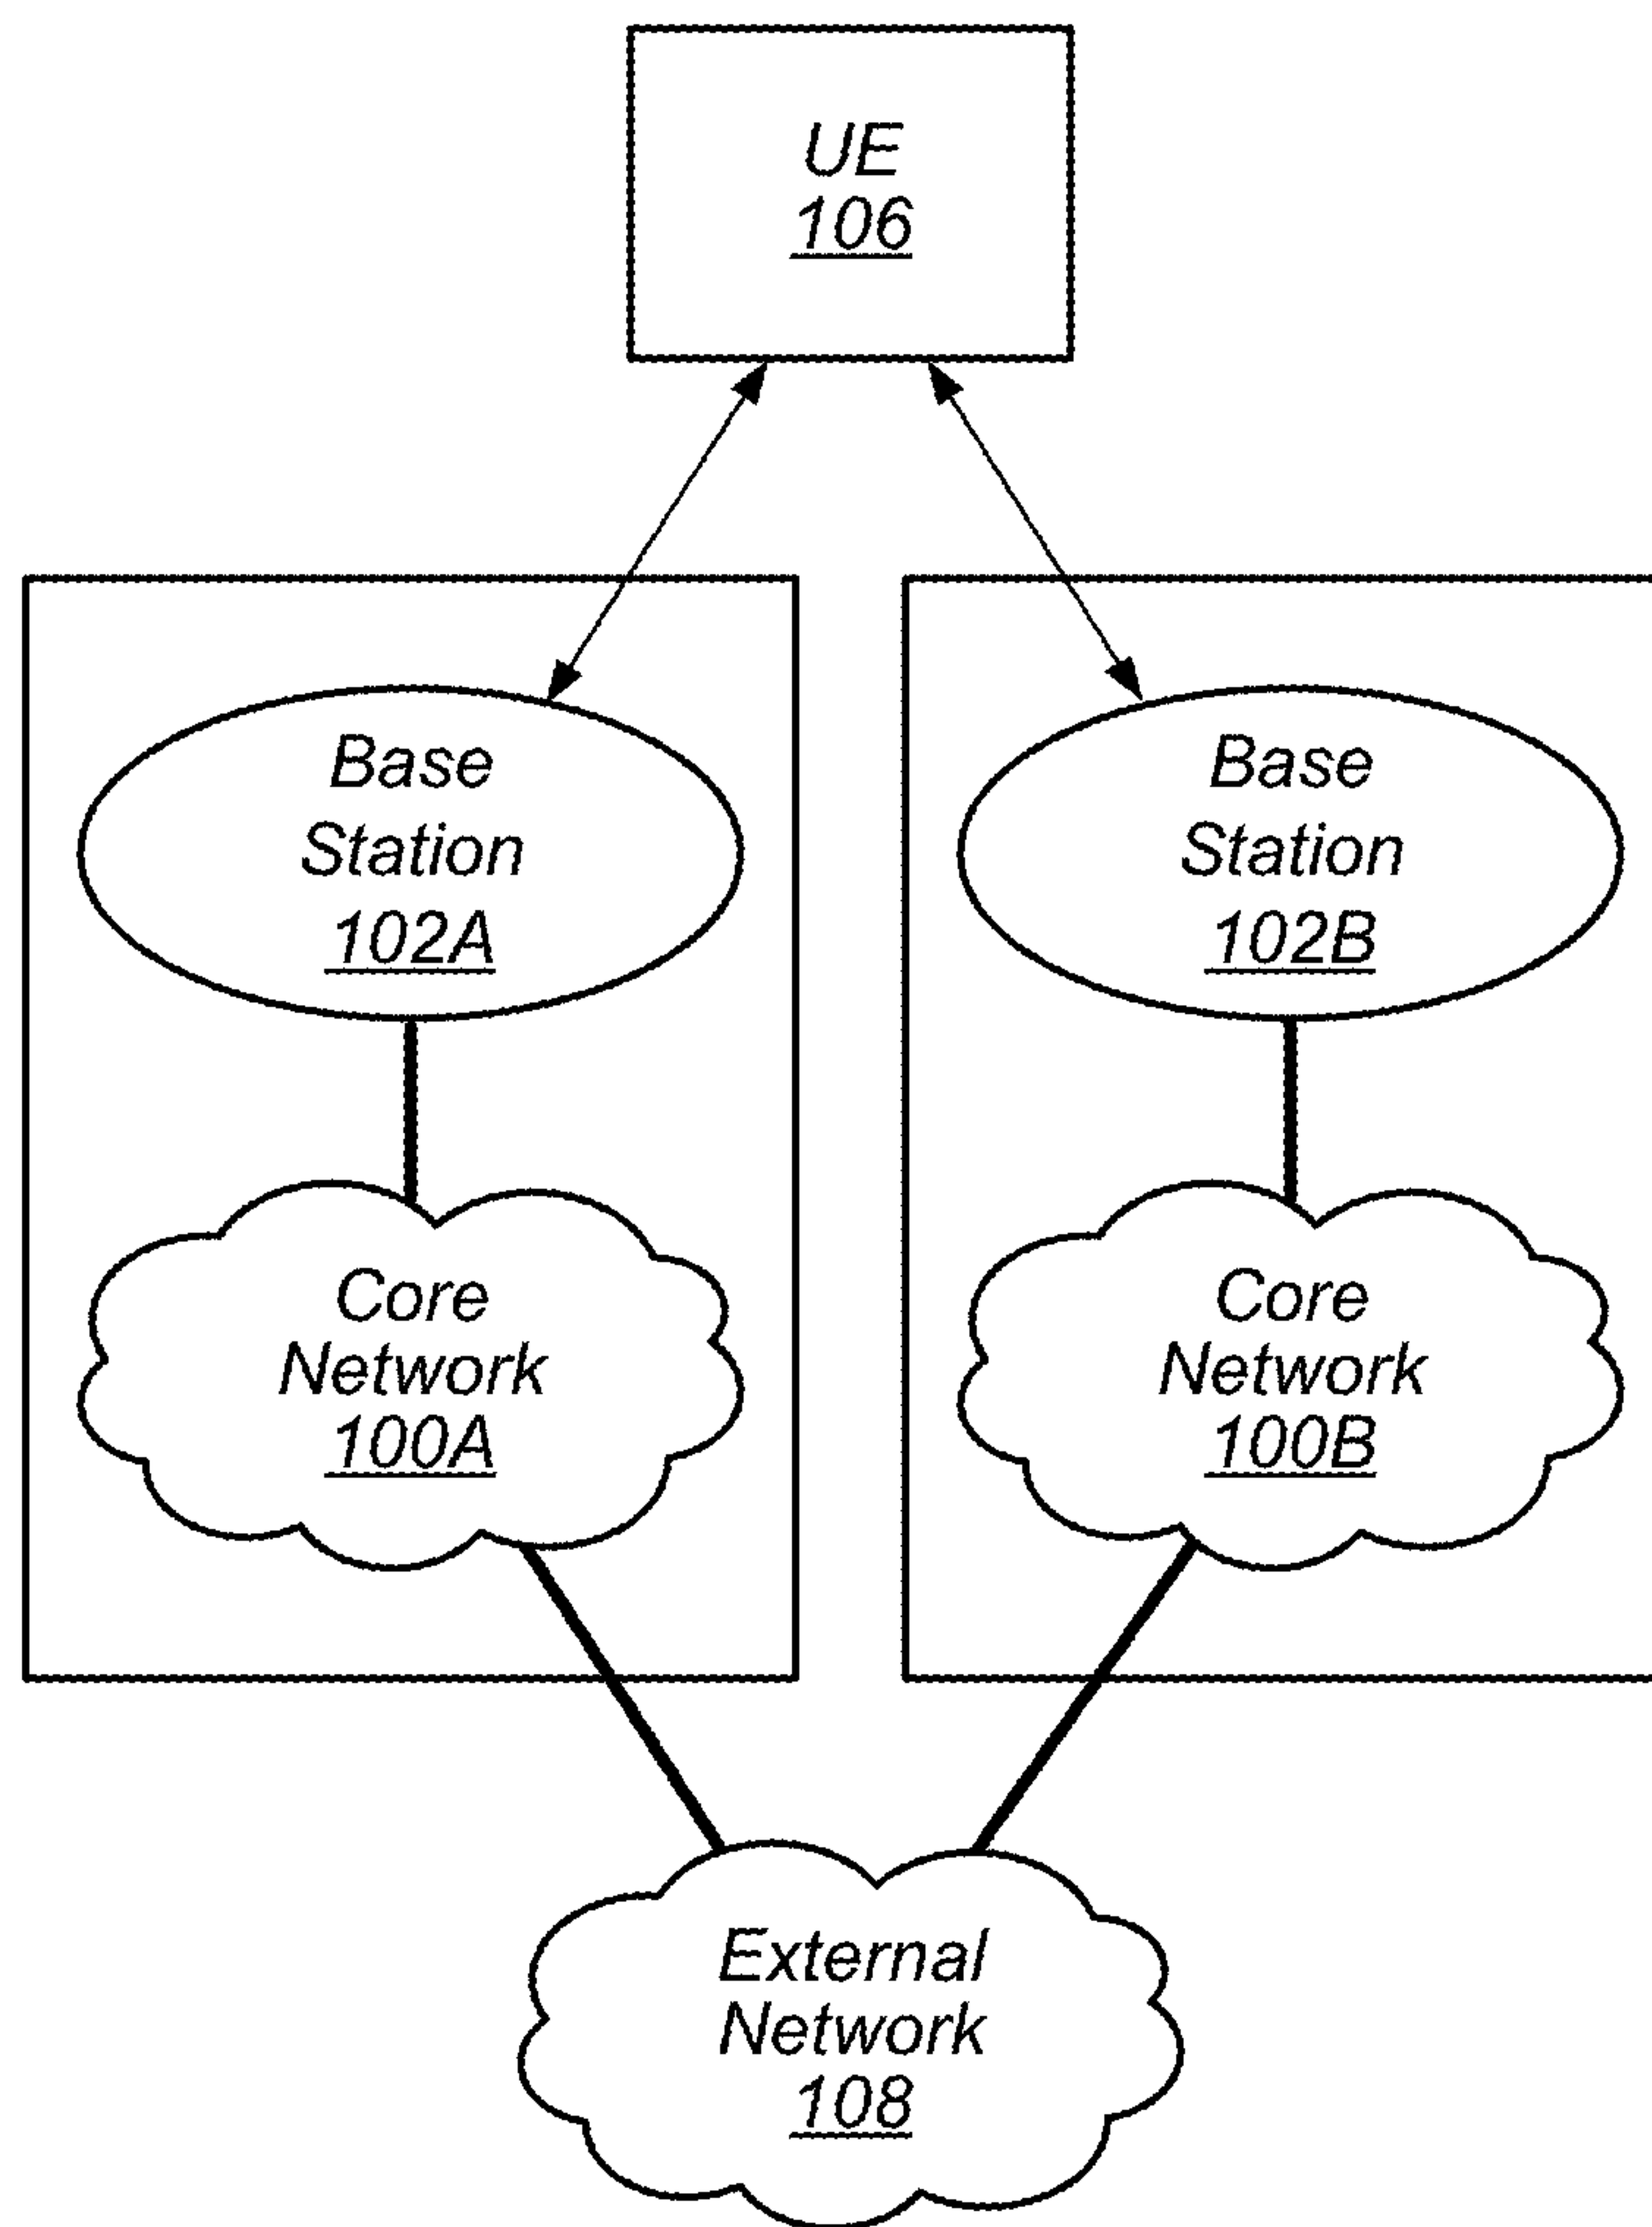 UE
106
Base
Station
102A
Base
Station
102B
Core
Network
100A
Core
Network
100B
External
Network
108